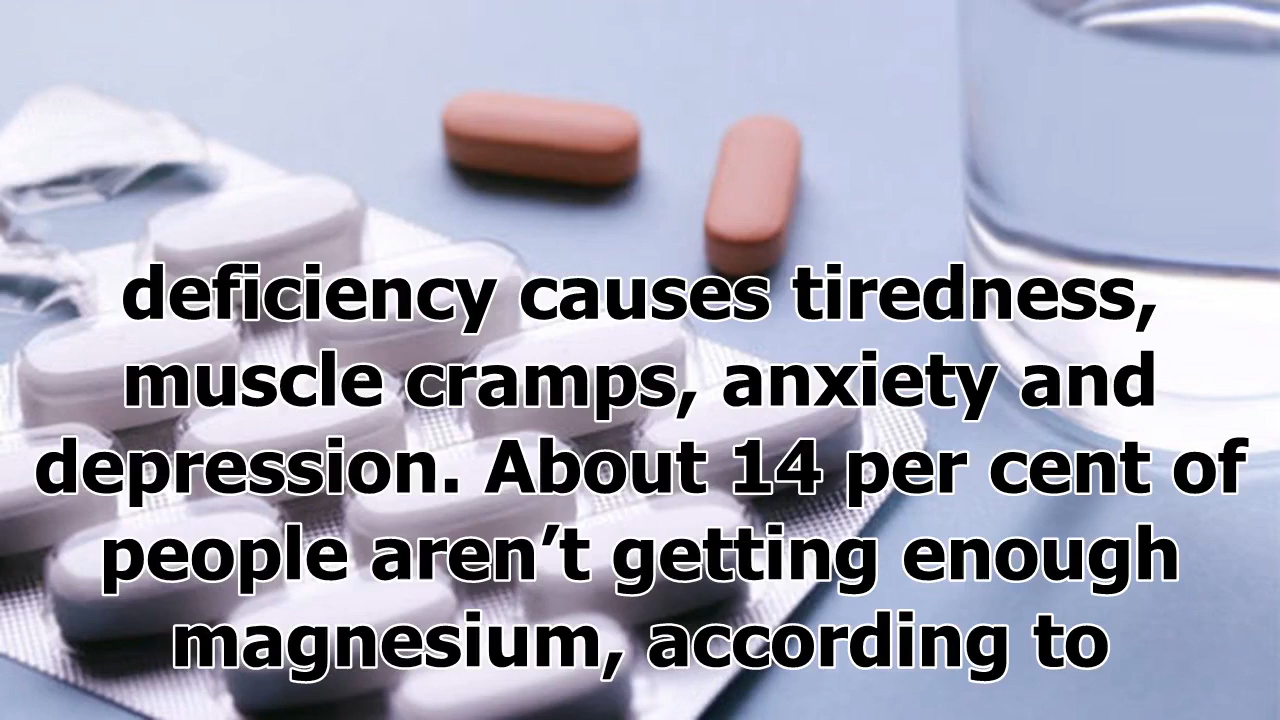 deficiency causes tiredness,
muscle cramps, anxiety and
depression. About 14 per cent of
people aren’t getting enough
magnesium, according to